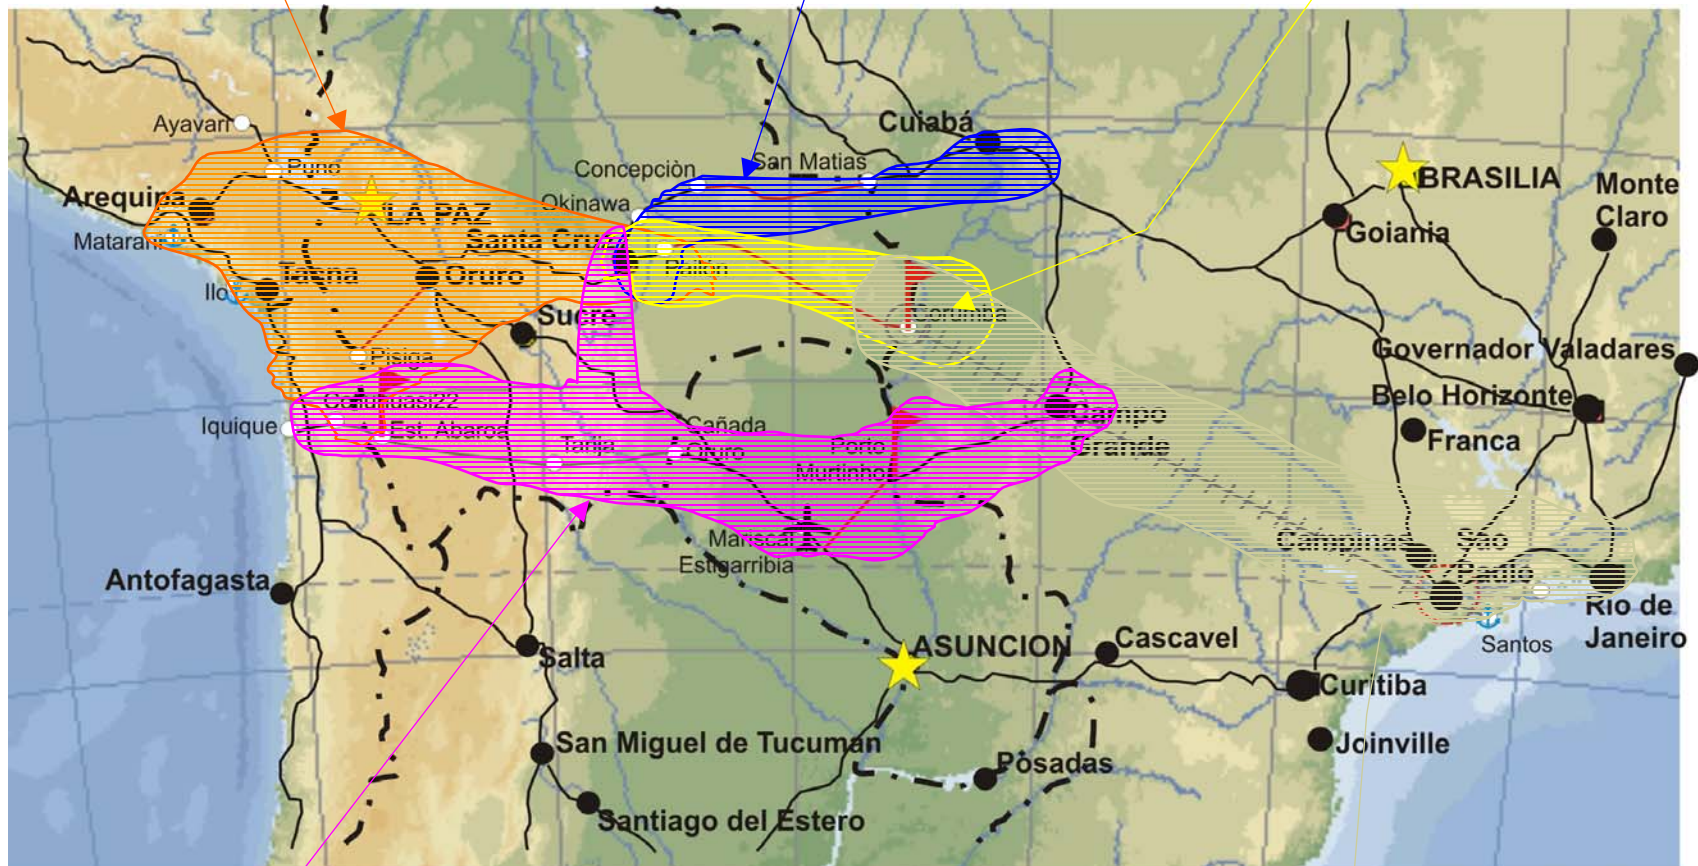 Ayavari
Puno
Arequipa
Matarani
LA PAZ
Ilo
Tacna
Oruro
Santa Cruz
Sucre
Pisiga
Iquique
Est. Abaroa
Tarija
Cañada
Oruro
Concepciòn
San Matias
Okinawa
Cuiabá
Pailon
Corumba
Porto
Murtinho
Campo
Grande
Mariscal
Estigarribia
BRASILIA
Goiania
Monte
Claro
Governador Valadares
Belo Horizonte
Franca
Campinas
São
Paulo
Rio de
Janeiro
Santos
Antofagasta
Salta
ASUNCION
Cascavel
Curitiba
Joinville
San Miguel de Tucuman
Posadas
Santiago del Estero